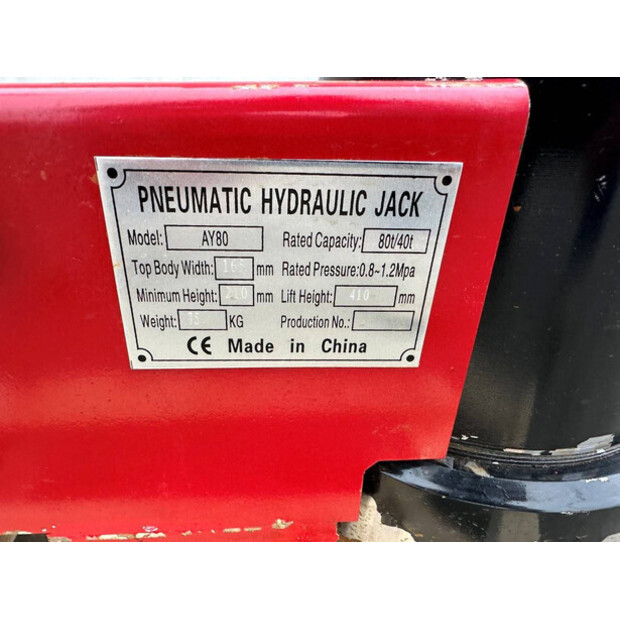 PNEUMATIC HYDRAULIC JACK
Model: AY80 Rated Capacity: 80t/40t
Top Body Width: mm Rated Pressure:0.8~1.2Mpa
Minimum Height: mm Lift Height: 410 mm
Weight: KG Production No.:
CE Made in China